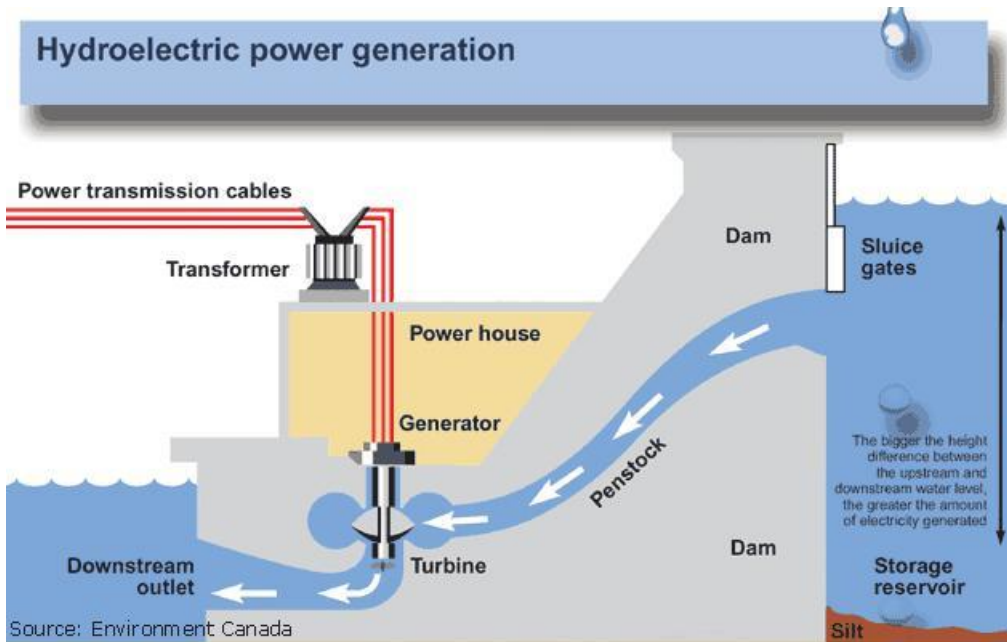 Hydroelectric power generation
Power transmission cables
Transformer
Dam
Sluice
gates
Power house
Generator
Penstock
The bigger the height
difference between
the upstream and
downstream water level,
the greater the amount
of electricity generated
Downstream
outlet
Turbine
Dam
Storage
reservoir
Source: Environment Canada
Silt